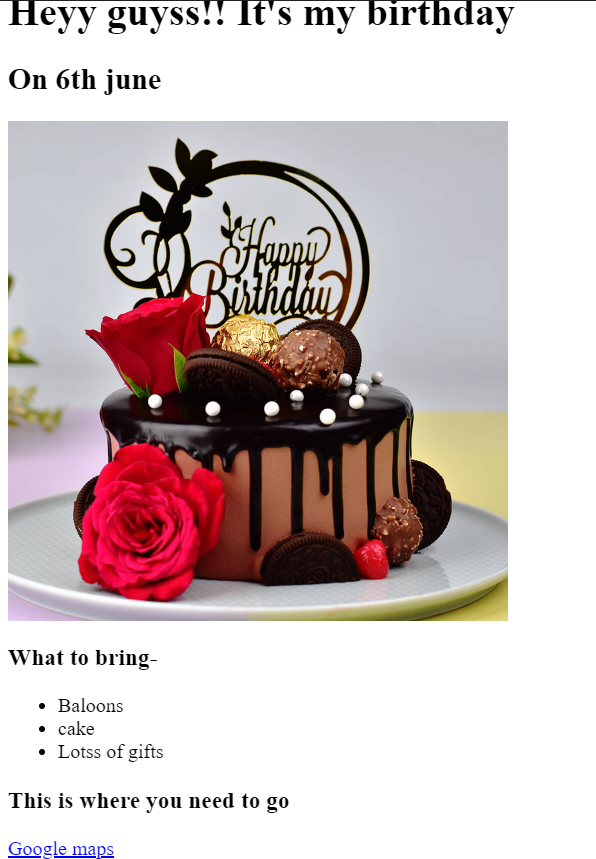 Heyy guyss!! It's my birthday
On 6th june
Happy
Birthday
What to bring-
Baloons
cake
Lotss of gifts
This is where you need to go
Google maps